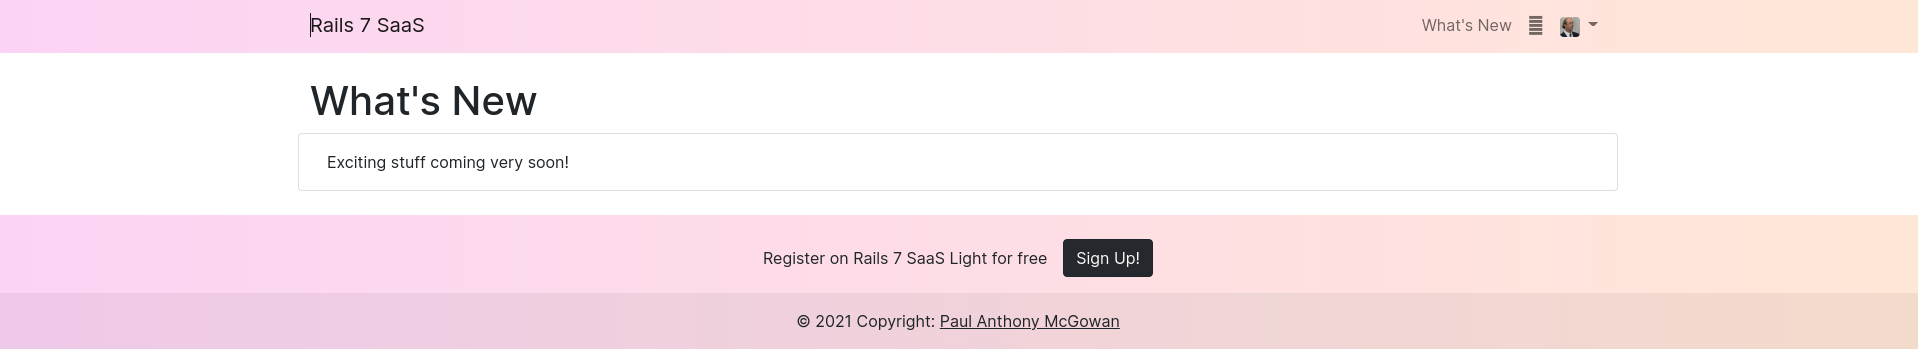 Rails 7 SaaS
What's New
What's New
Exciting stuff coming very soon!
Register on Rails 7 SaaS Light for free
Sign Up!
© 2021 Copyright: Paul Anthony McGowan